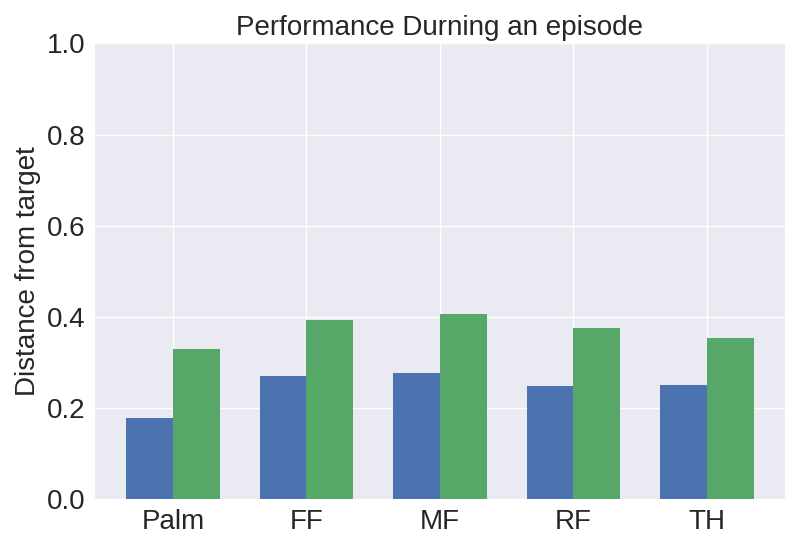 Performance Durning an episode
Distance from target
1.0
0.8
0.6
0.4
0.2
0.0
Palm FF MF RF TH